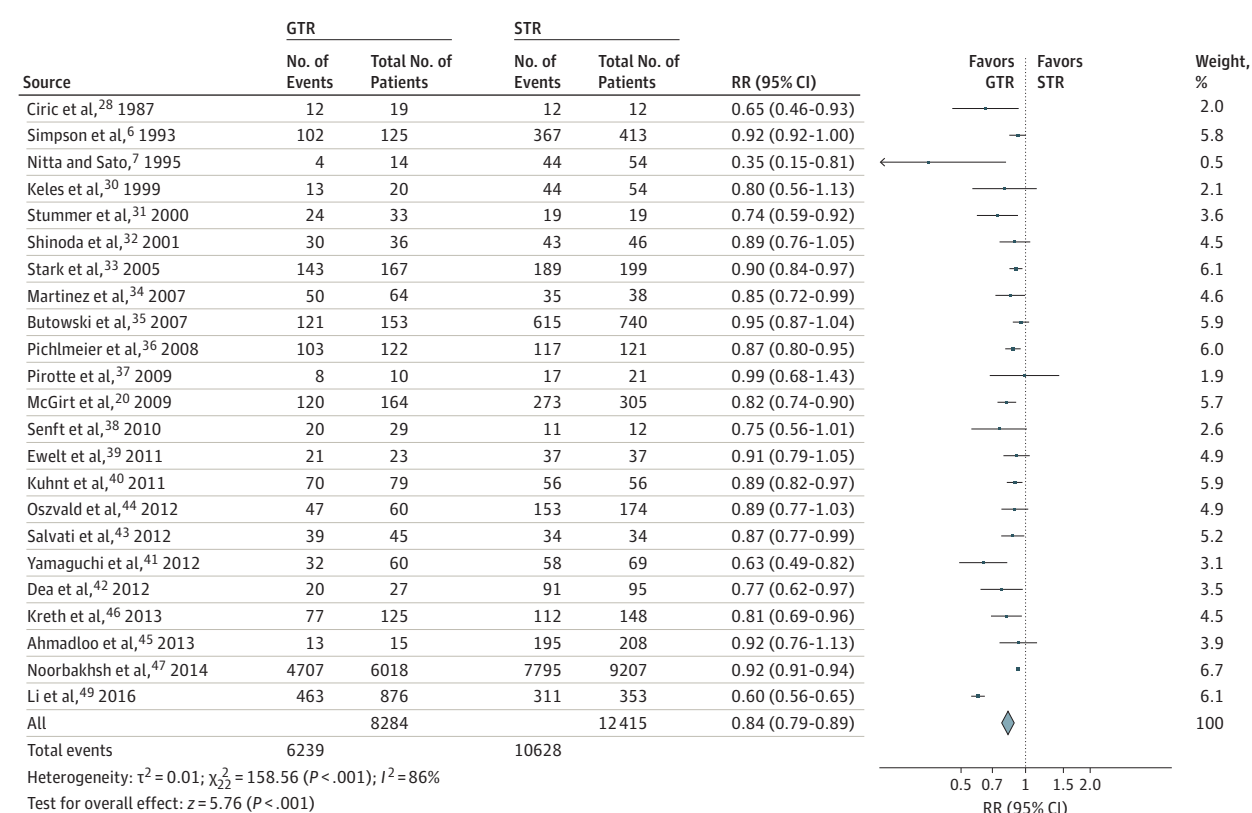 GTR STR
No. of Total No. of No. of Total No. of Favors Favors Weight,
Source Events Patients Events Patients RR (95% CI) GTR STR %
Ciric et al,28 1987 12 19 12 12 0.65 (0.46-0.93) 2.0
Simpson et al,6 1993 102 125 367 413 0.92 (0.92-1.00) 5.8
Nitta and Sato,7 1995 4 14 44 54 0.35 (0.15-0.81) 0.5
Keles et al,30 1999 13 20 44 54 0.80 (0.56-1.13) 2.1
Stummer et al,31 2000 24 33 19 19 0.74 (0.59-0.92) 3.6
Shinoda et al,32 2001 30 36 43 46 0.89 (0.76-1.05) 4.5
Stark et al,33 2005 143 167 189 199 0.90 (0.84-0.97) 6.1
Martinez et al,34 2007 50 64 35 38 0.85 (0.72-0.99) 4.6
Butowski et al,35 2007 121 153 615 740 0.95 (0.87-1.04) 5.9
Pichlmeier et al,36 2008 103 122 117 121 0.87 (0.80-0.95) 6.0
Pirotte et al,37 2009 8 10 17 21 0.99 (0.68-1.43) 1.9
McGirt et al,20 2009 120 164 273 305 0.82 (0.74-0.90) 5.7
Senft et al,38 2010 20 29 11 12 0.75 (0.56-1.01) 2.6
Ewelt et al,39 2011 21 23 37 37 0.91 (0.79-1.05) 4.9
Kuhnt et al,40 2011 70 79 56 56 0.89 (0.82-0.97) 5.9
Oszvald et al,44 2012 47 60 153 174 0.89 (0.77-1.03) 4.9
Salvati et al,43 2012 39 45 34 34 0.87 (0.77-0.99) 5.2
Yamaguchi et al,41 2012 32 60 58 69 0.63 (0.49-0.82) 3.1
Dea et al,42 2012 20 27 91 95 0.77 (0.62-0.97) 3.5
Kreth et al,46 2013 77 125 112 148 0.81 (0.69-0.96) 4.5
Ahmadloo et al,45 2013 13 15 195 208 0.92 (0.76-1.13) 3.9
Noorbakhsh et al,47 2014 4707 6018 7795 9207 0.92 (0.91-0.94) 6.7
Li et al,49 2016 463 876 311 353 0.60 (0.56-0.65) 6.1
All 8284 12 415 0.84 (0.79-0.89) 100
Total events 6239 10628
Heterogeneity: τ2 = 0.01; χ222 = 158.56 (P < .001); I2 = 86%
0.5 0.7 1 1.5 2.0
Test for overall effect: z = 5.76 (P < .001)
RR (95% CI)